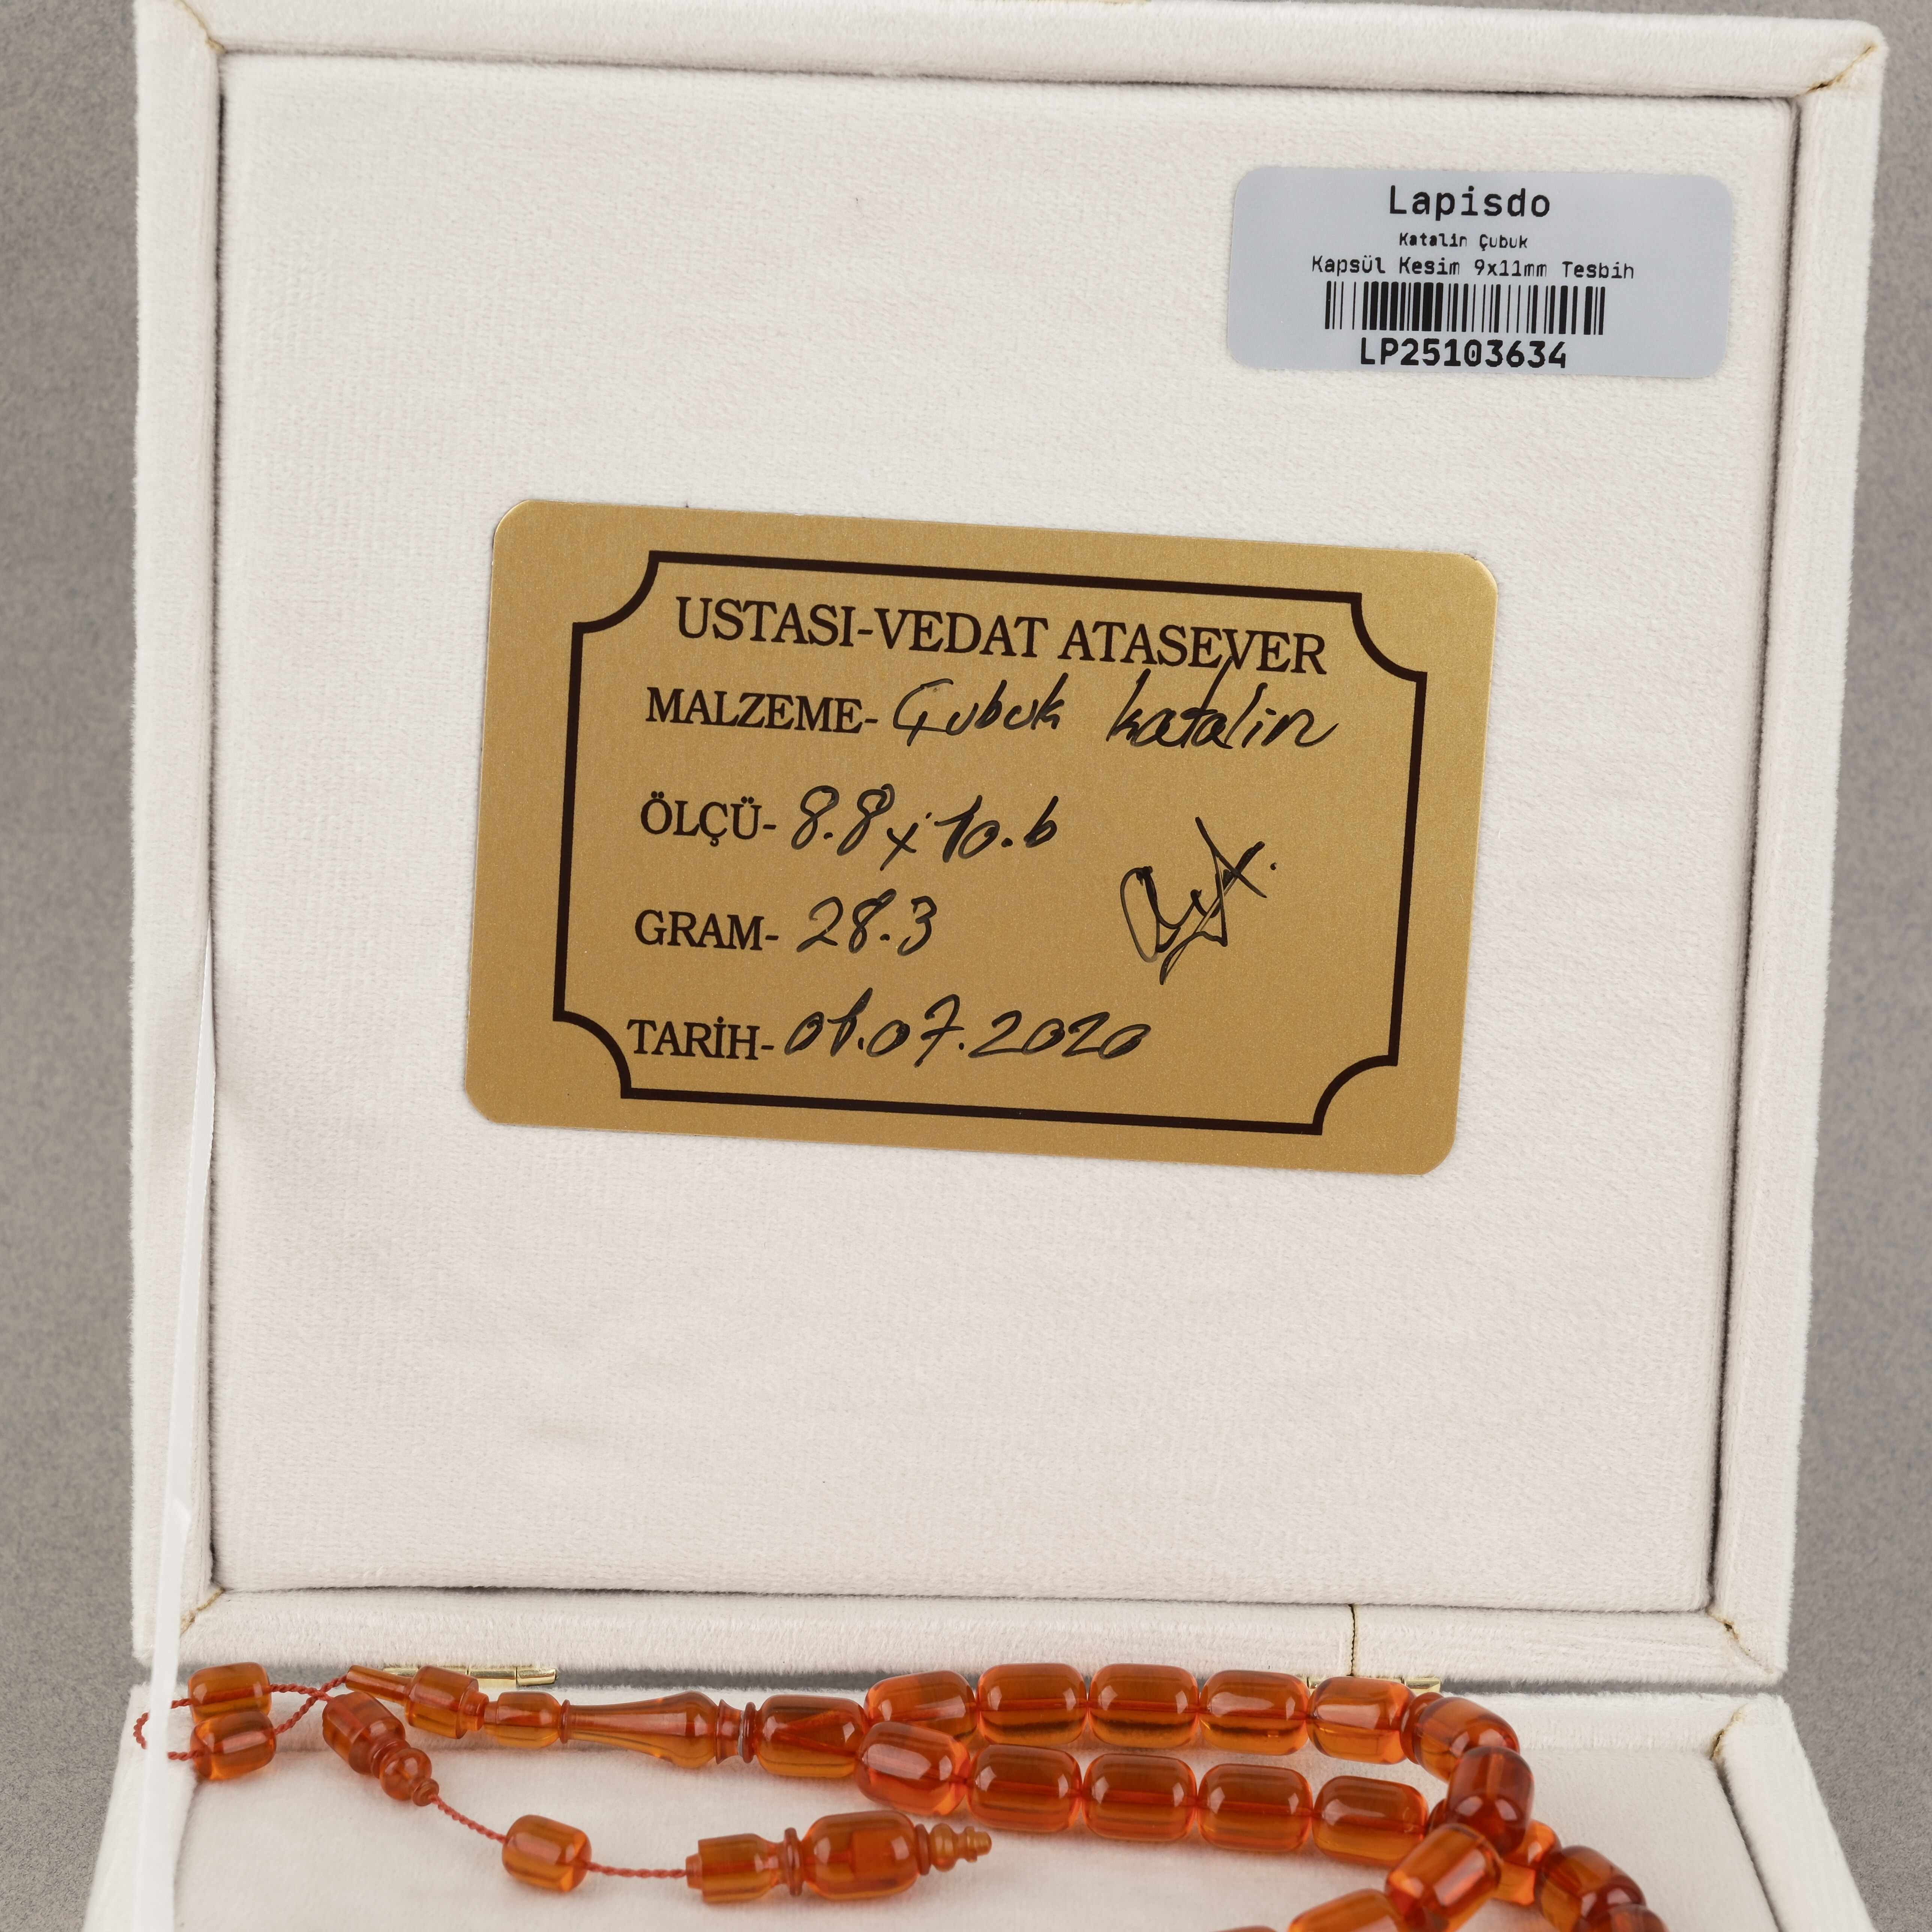 Lapisdo
Katalin Çubuk
Kapsül Kesim 9x11mm Tesbih
LP25103634
USTASI-VEDAT ATASEVER
MALZEME- Çubuk katalin
ÖLÇÜ- 8.8x10.6
GRAM- 28.3
TARİH- 01.07.2020